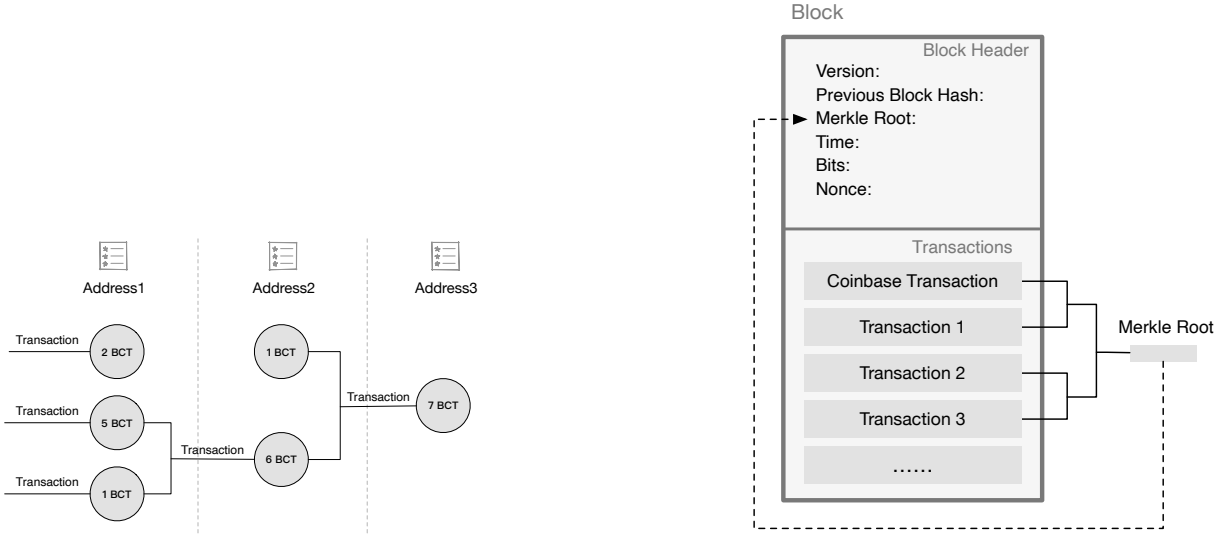 Address1
Address2
Address3
Transaction
2 BCT
1 BCT
Transaction
5 BCT
Transaction
7 BCT
Transaction
6 BCT
Transaction
1 BCT
Block
Block Header
Version:
Previous Block Hash:
Merkle Root:
Time:
Bits:
Nonce:
Transactions
Coinbase Transaction
Transaction 1
Merkle Root
Transaction 2
Transaction 3
......